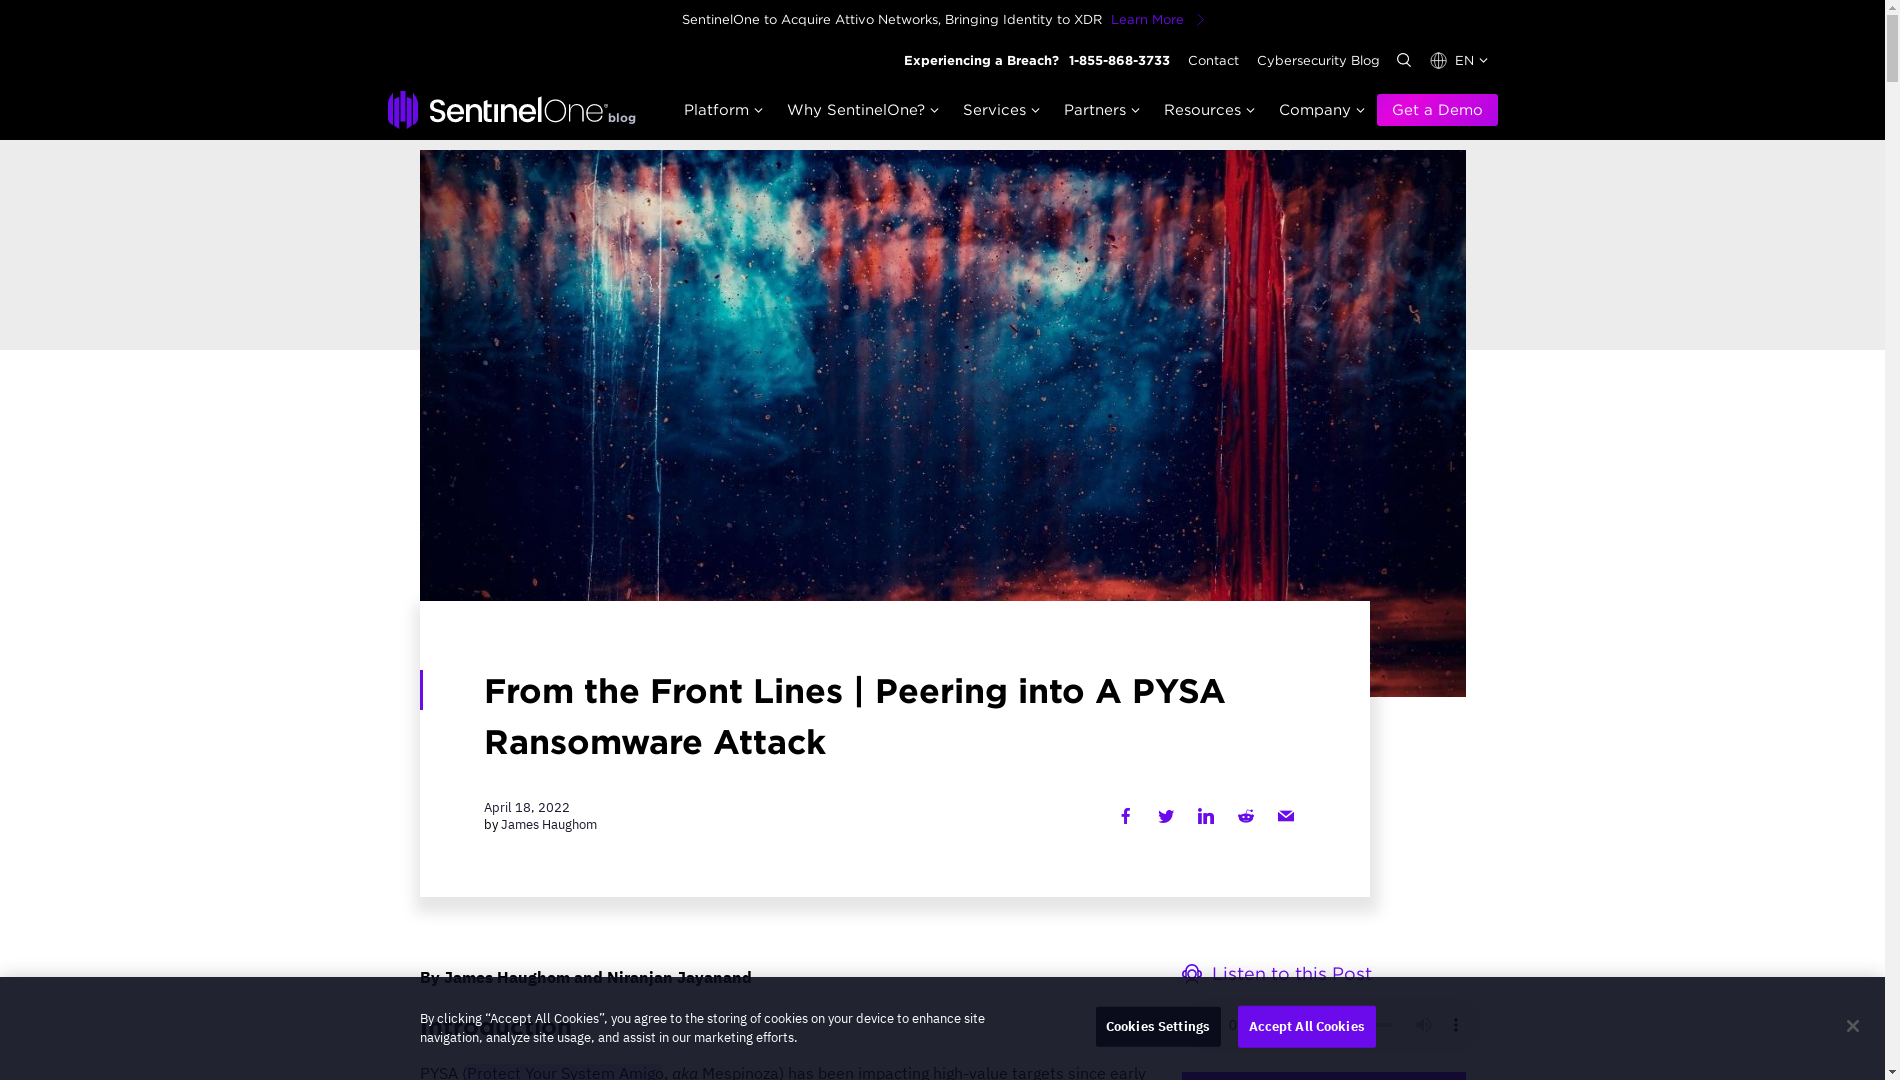 SentinelOne to Acquire Attivo Networks, Bringing Identity to XDR Learn More
Experiencing a Breach? 1-855-868-3733 Contact Cybersecurity Blog EN
SentinelOne® blog Platform Why SentinelOne? Services Partners Resources Company Get a Demo
From the Front Lines | Peering into A PYSA
Ransomware Attack
April 18, 2022
by James Haughom
By James Haughom and Niranjan Jayanand
Listen to this Post
Introduction
By clicking “Accept All Cookies”, you agree to the storing of cookies on your device to enhance site
navigation, analyze site usage, and assist in our marketing efforts.
Cookies Settings
Accept All Cookies
PYSA (Protect Your System Amigo, aka Mespinoza) has been impacting high-value targets since early